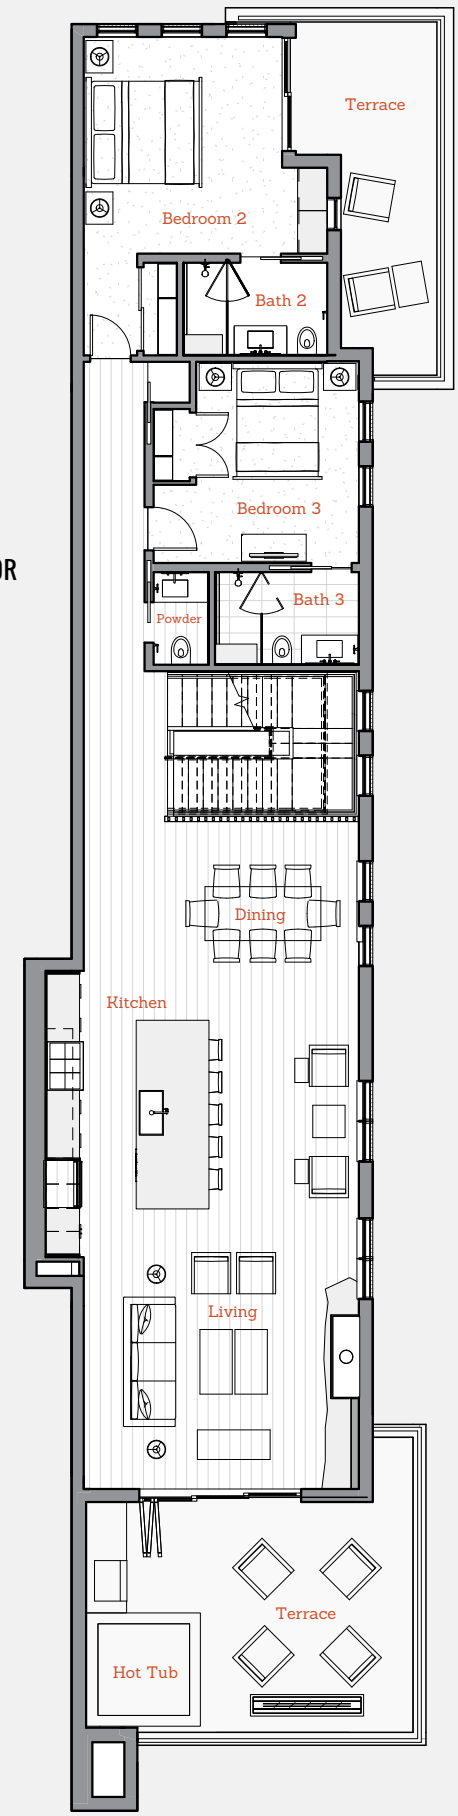 Terrace
Bedroom 2
Bath 2
Bedroom 3
OR
Bath 3
Powder
Dining
Kitchen
Living
Terrace
Hot Tub